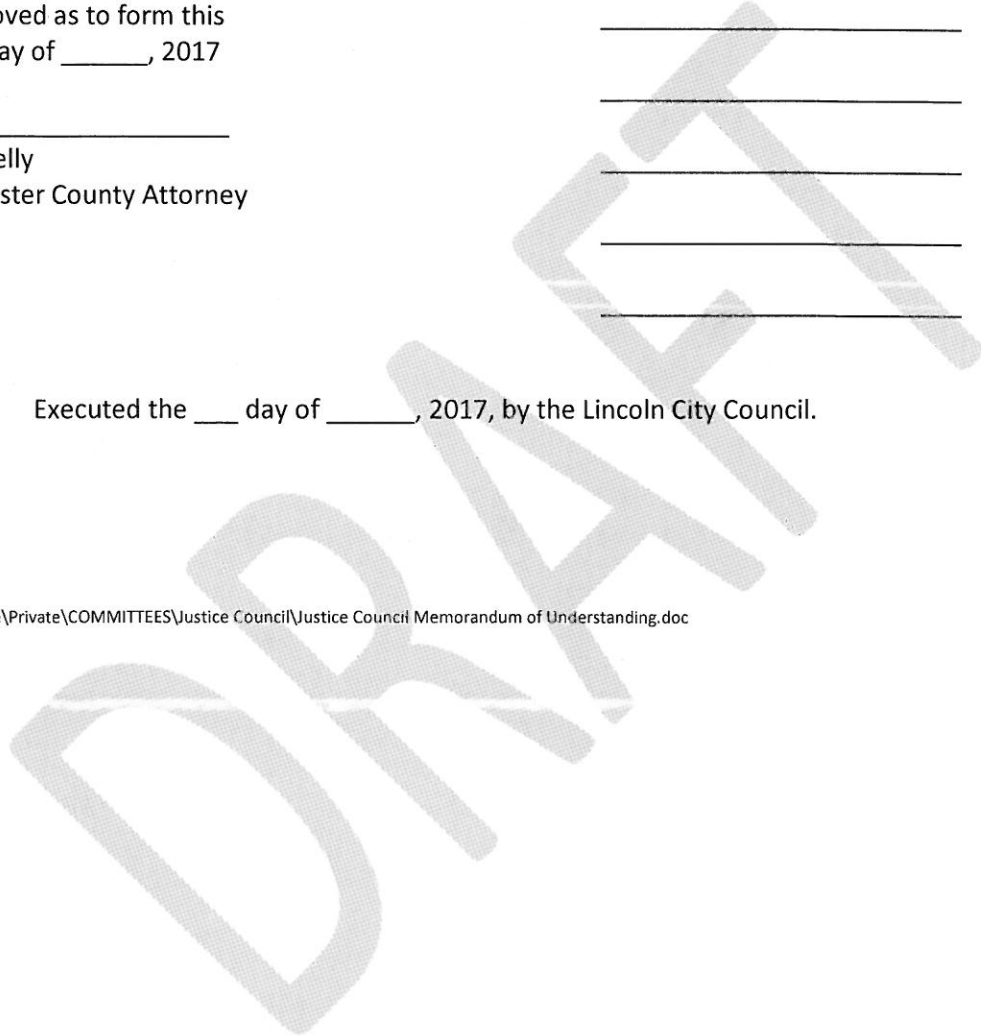 oved as to form this
ay of ______, 2017
elly
ster County Attorney
Executed the ___ day of ______, 2017, by the Lincoln City Council.
\Private\COMMITTEES\Justice Council\Justice Council Memorandum of Understanding.doc
DRAFT